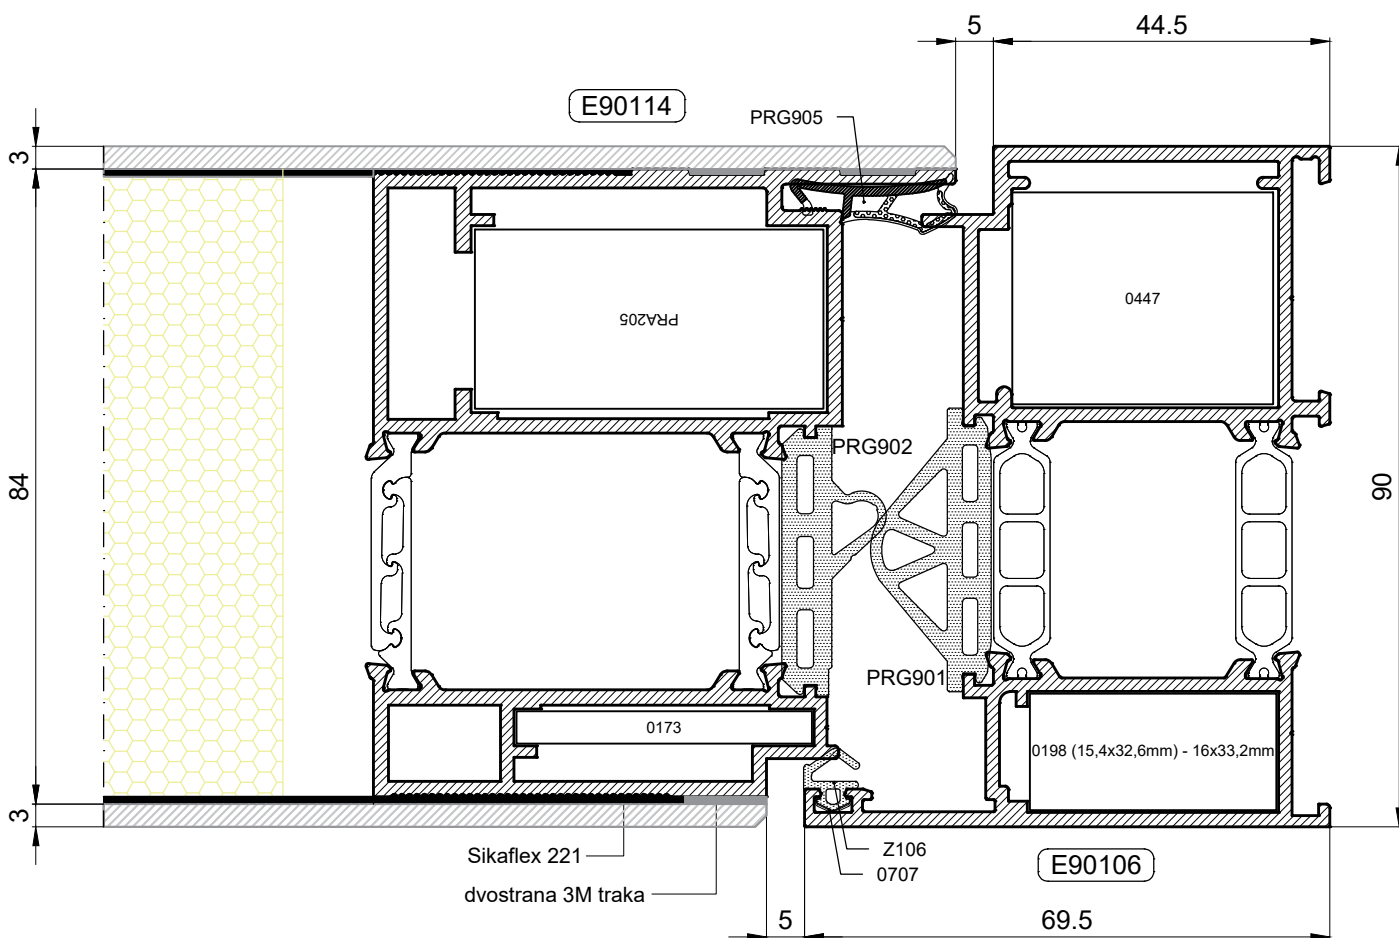 5
44.5
E90114
PRG905
3
0447
PRA205
PRG902
84
90
PRG901
0173
0198 (15,4x32,6mm) - 16x33,2mm
3
Sikaflex 221
Z106
E90106
0707
dvostrana 3M traka
5
69.5